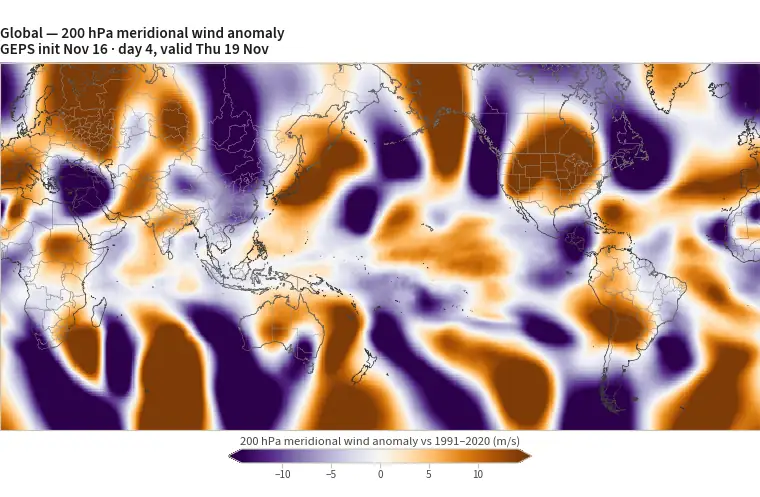 Global — 200 hPa meridional wind anomaly
GEPS init Nov 16 · day 4, valid Thu 19 Nov
200 hPa meridional wind anomaly vs 1991–2020 (m/s)
−10 −5 0 5 10